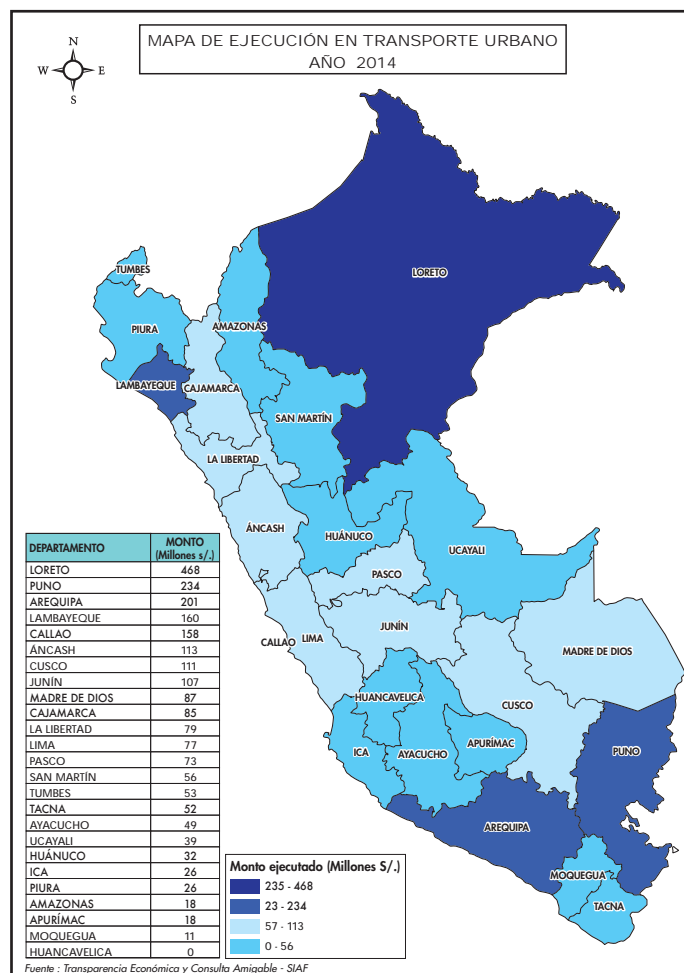 MAPA DE EJECUCIÓN EN TRANSPORTE URBANO
AÑO 2014
N
W E
S
LORETO
TUMBES
AMAZONAS
PIURA
LAMBAYEQUE
CAJAMARCA
SAN MARTÍN
LA LIBERTAD
ÁNCASH
HUÁNUCO
UCAYALI
PASCO
CALLAO
LIMA
JUNÍN
MADRE DE DIOS
HUANCAVELICA
CUSCO
ICA
AYACUCHO
APURÍMAC
PUNO
AREQUIPA
MOQUEGUA
TACNA
DEPARTAMENTO MONTO
(Millones s/.)
LORETO 468
PUNO 234
AREQUIPA 201
LAMBAYEQUE 160
CALLAO 158
ÁNCASH 113
CUSCO 111
JUNÍN 107
MADRE DE DIOS 87
CAJAMARCA 85
LA LIBERTAD 79
LIMA 77
PASCO 73
SAN MARTÍN 56
TUMBES 53
TACNA 52
AYACUCHO 49
UCAYALI 39
HUÁNUCO 32
ICA 26
PIURA 26
AMAZONAS 18
APURÍMAC 18
MOQUEGUA 11
HUANCAVELICA 0
Monto ejecutado (Millones S/.)
235 - 468
23 - 234
57 - 113
0 - 56
Fuente : Transparencia Económica y Consulta Amigable - SIAF